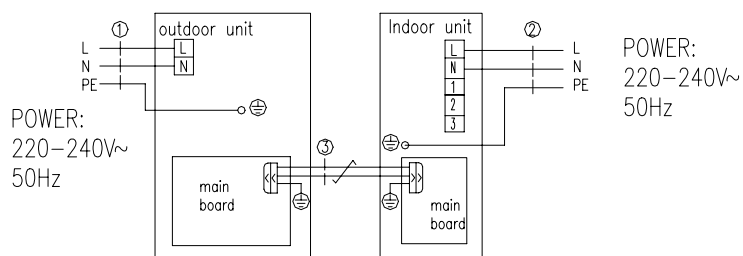 ①
outdoor unit
L
N
PE
L
N
POWER:
220-240V~
50Hz
main
board
③
Indoor unit
L
N
1
2
3
main
board
②
L
N
PE
POWER:
220-240V~
50Hz